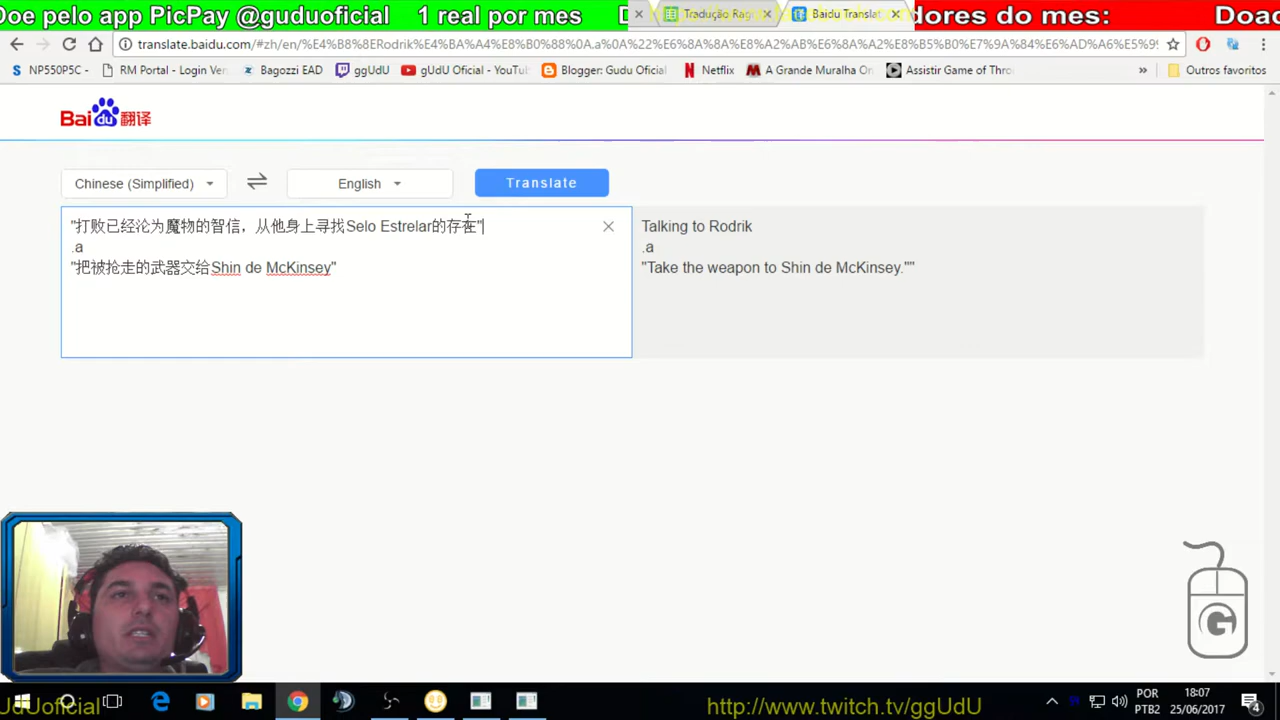 Doe pelo app PicPay @guduoficial 1 real por mes D
Tradução Ragi
Baidu Translat
dores do mes: Doac
translate.baidu.com/#zh/en/%E4%B8%8ERodrik%E4%BA%A4%E8%B0%88%0A.a%0A%22%E6%8A%8A%E8%A2%AB%E6%8A%A2%E8%B5%B0%E7%9A%84%E6%AD%A6%E5%99
NP550P5C -
RM Portal - Login Ver
Bagozzi EAD
ggUdU
gUdU Oficial - YouTub
Blogger: Gudu Oficial
Netflix
A Grande Muralha On
Assistir Game of Thro
»
Outros favoritos
Baidu翻译
Chinese (Simplified)
English
Translate
"打败已经沦为魔物的智信，从他身上寻找Selo Estrelar的存在"
.a
"把被抢走的武器交给Shin de McKinsey"
Talking to Rodrik
.a
"Take the weapon to Shin de McKinsey.""
G
UdUoficial
http://www.twitch.tv/ggUdU
POR
PTB2
18:07
25/06/2017
4